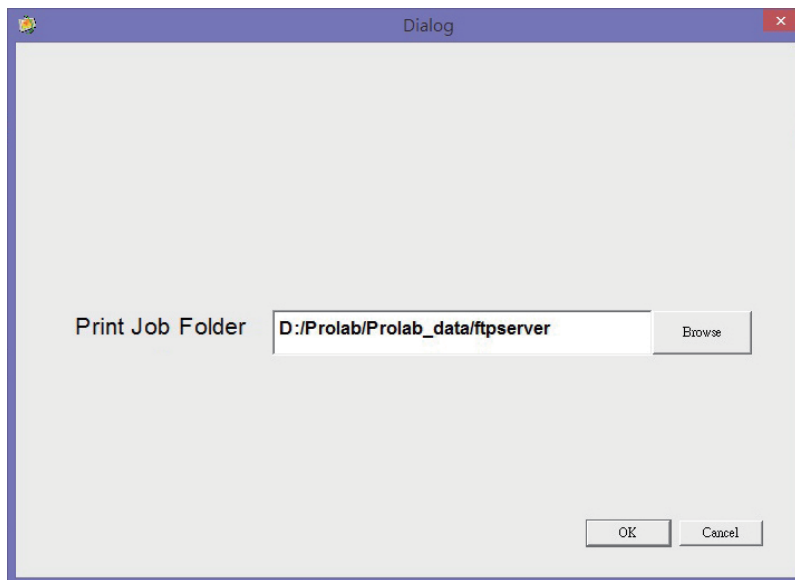 Dialog
Print Job Folder D:/Prolab/Prolab_data/ftpserver Browse
OK Cancel